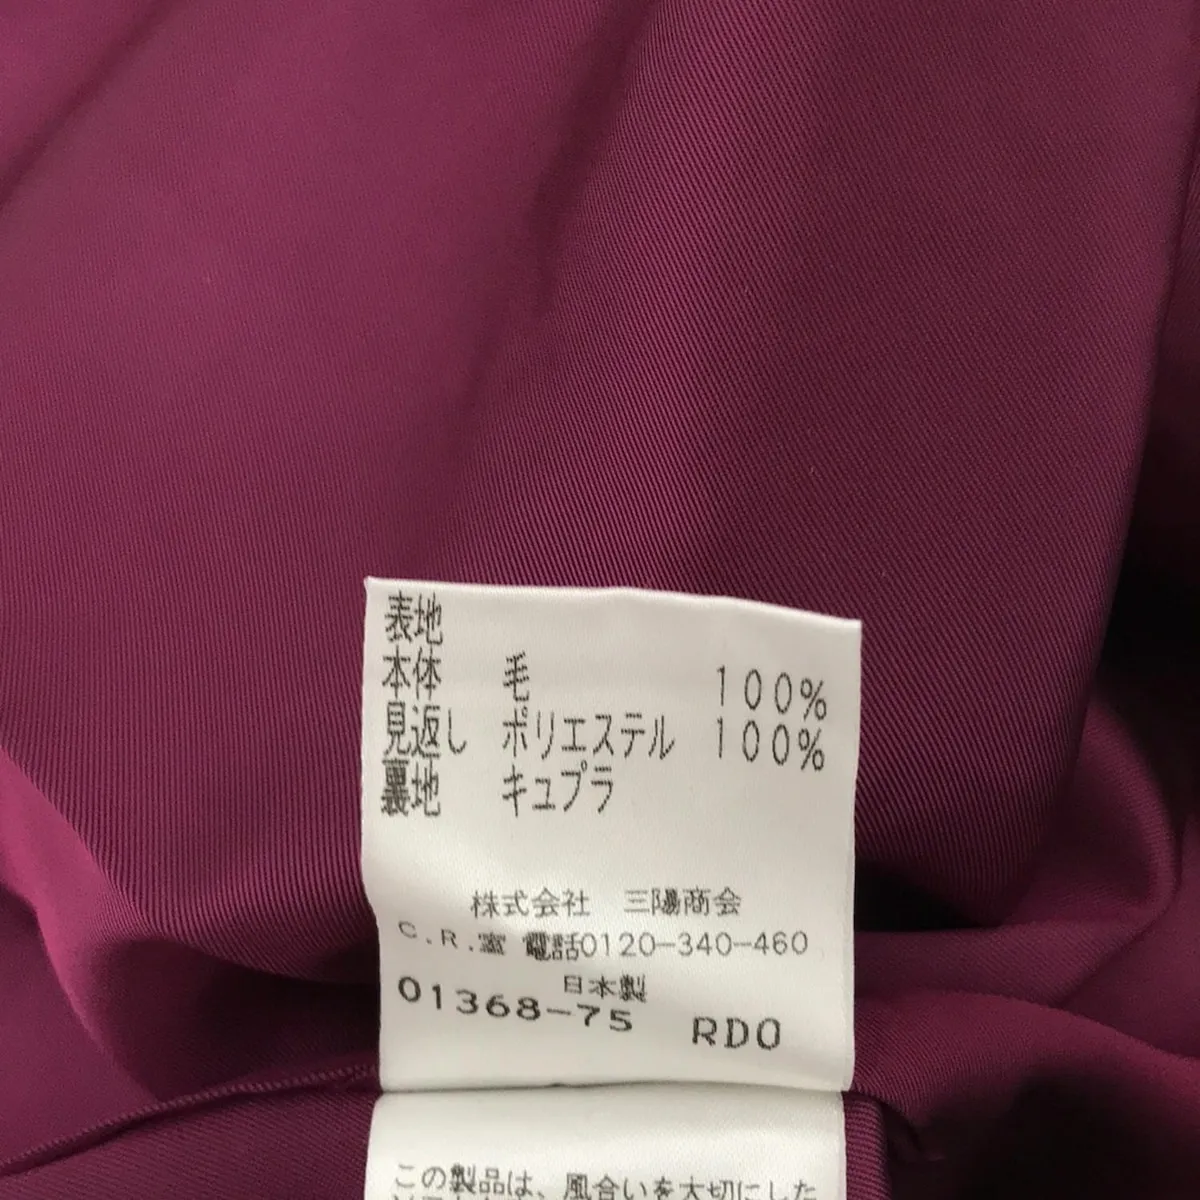 表地
本体 毛 100%
見返し ポリエステル 100%
裏地 キュプラ
株式会社 三陽商会
C.R.室 電話0120-340-460
日本製
01368-75 RDO
この製品は、風合いを大切にした